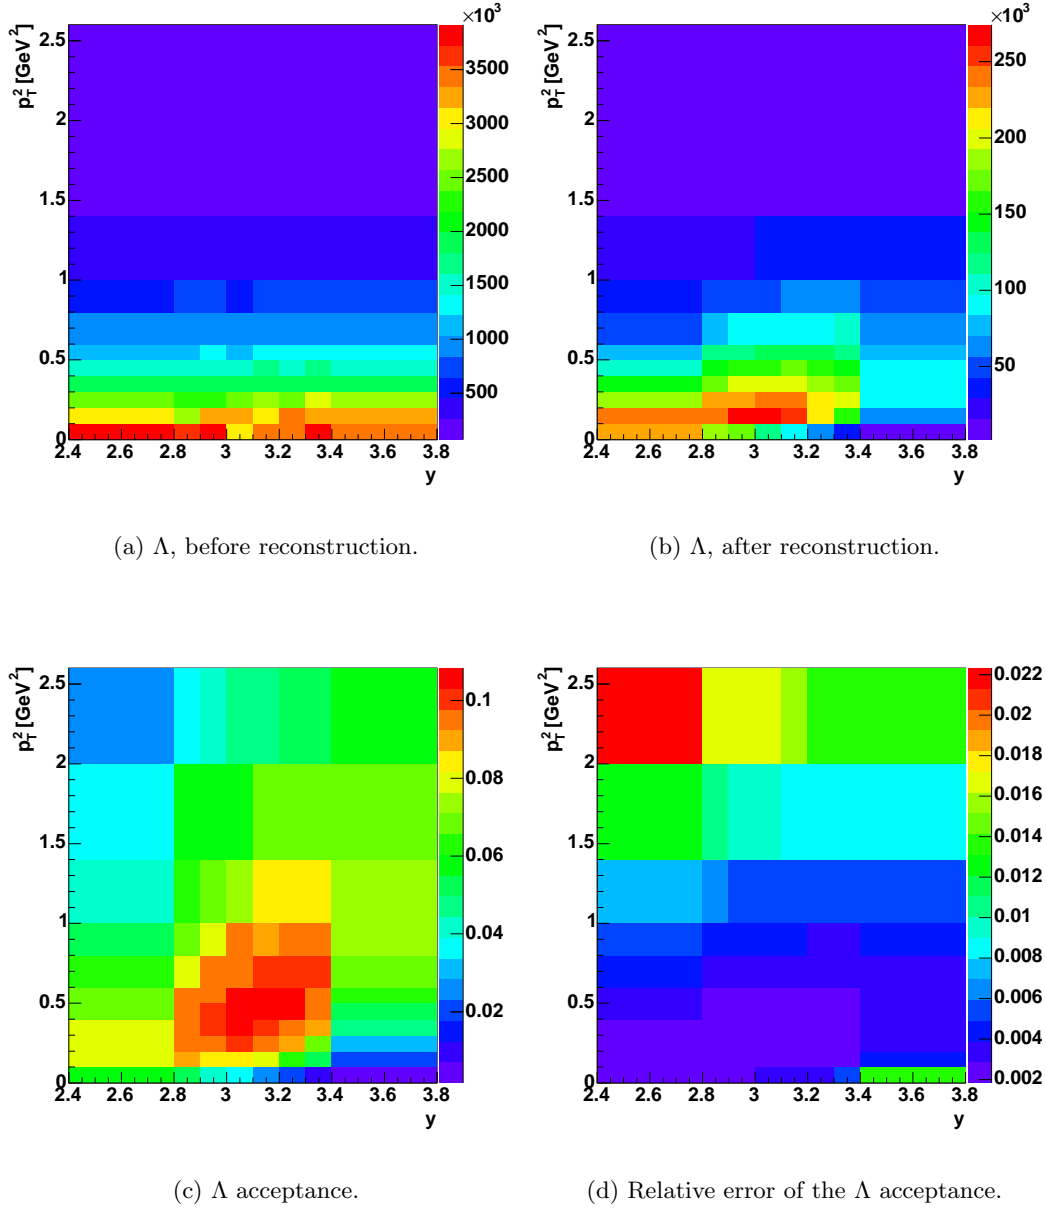 ×10³ ×10³
p_T² [GeV²] 2.5 2 1.5 1 0.5 0
3500 3000 2500 2000 1500 1000 500
2.4 2.6 2.8 3 3.2 3.4 3.6 3.8
y
p_T² [GeV²] 2.5 2 1.5 1 0.5 0
250 200 150 100 50
2.4 2.6 2.8 3 3.2 3.4 3.6 3.8
y
(a) Λ, before reconstruction.
(b) Λ, after reconstruction.
p_T² [GeV²] 2.5 2 1.5 1 0.5 0
0.1 0.08 0.06 0.04 0.02
2.4 2.6 2.8 3 3.2 3.4 3.6 3.8
y
p_T² [GeV²] 2.5 2 1.5 1 0.5 0
0.022 0.02 0.018 0.016 0.014 0.012 0.01 0.008 0.006 0.004 0.002
2.4 2.6 2.8 3 3.2 3.4 3.6 3.8
y
(c) Λ acceptance.
(d) Relative error of the Λ acceptance.